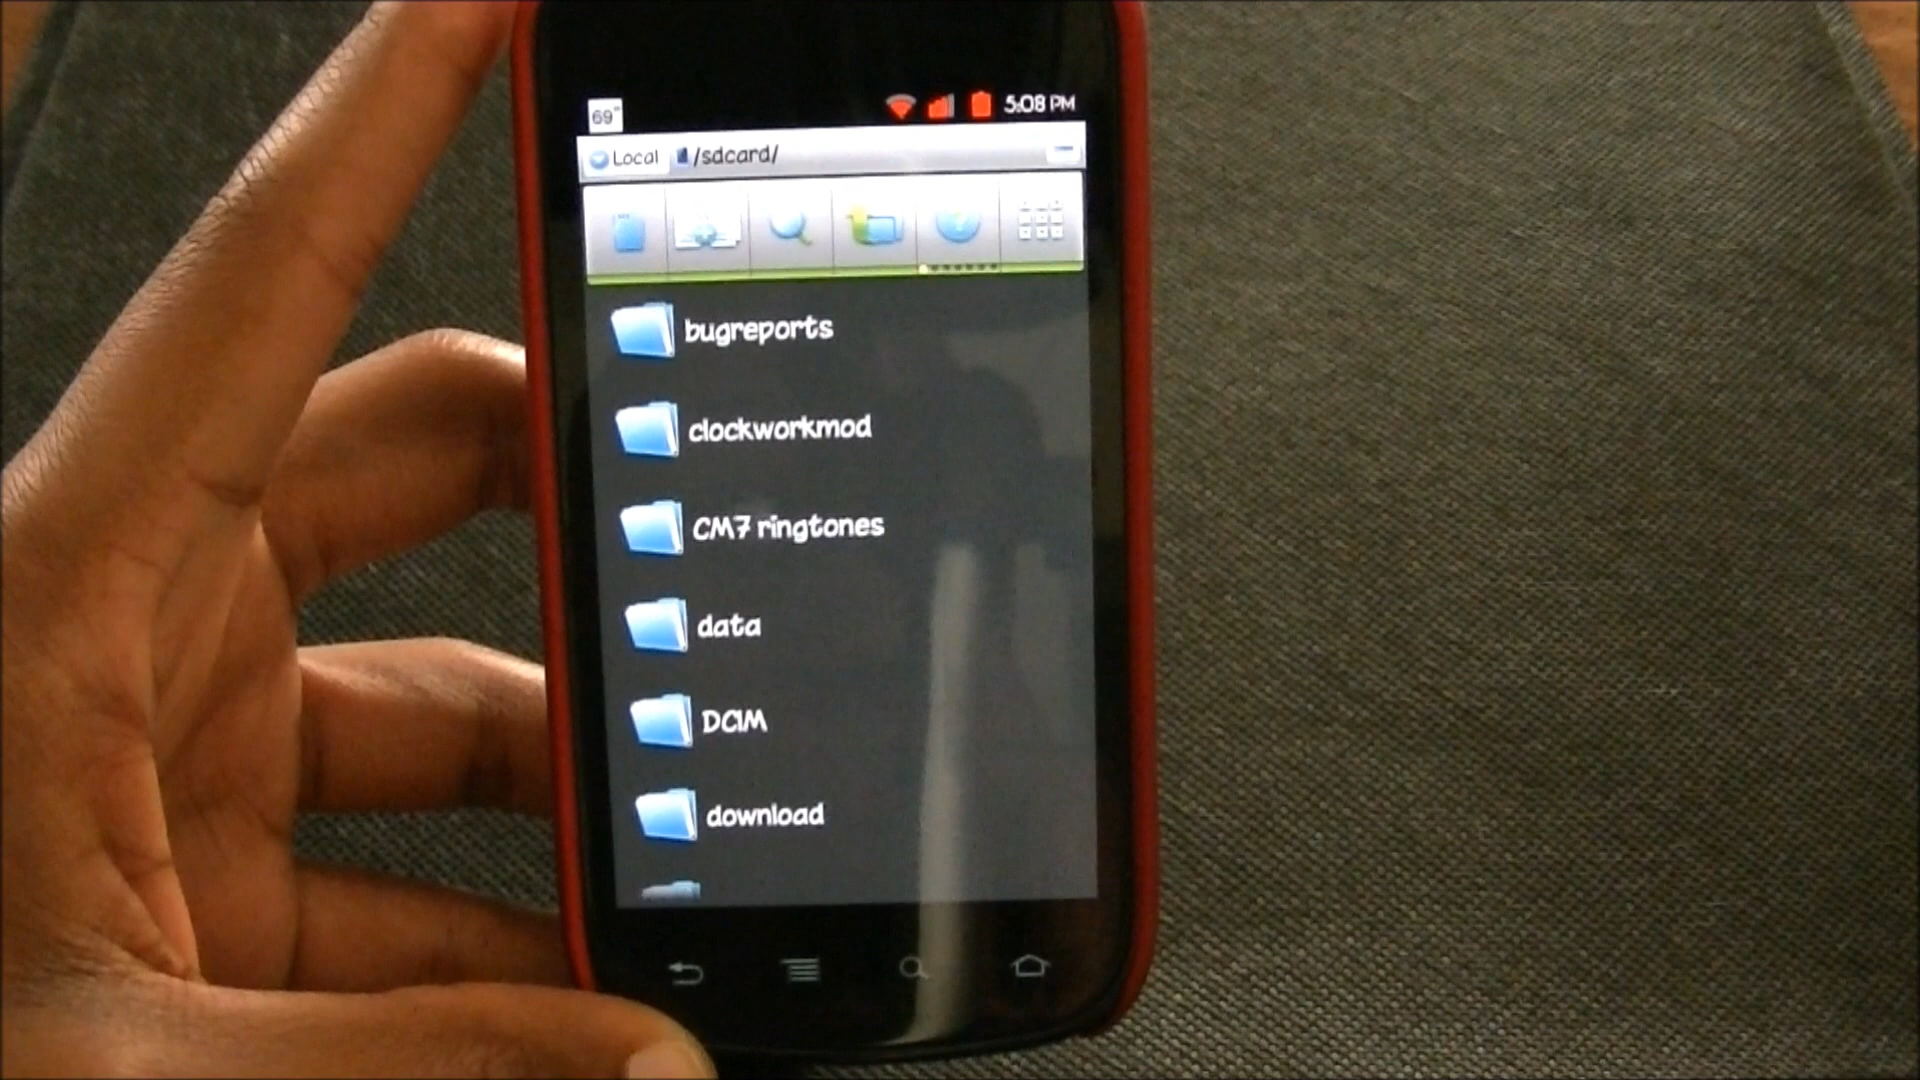 69°
5:08 PM
Local /sdcard/
bugreports
clockworkmod
CM7 ringtones
data
DCIM
download